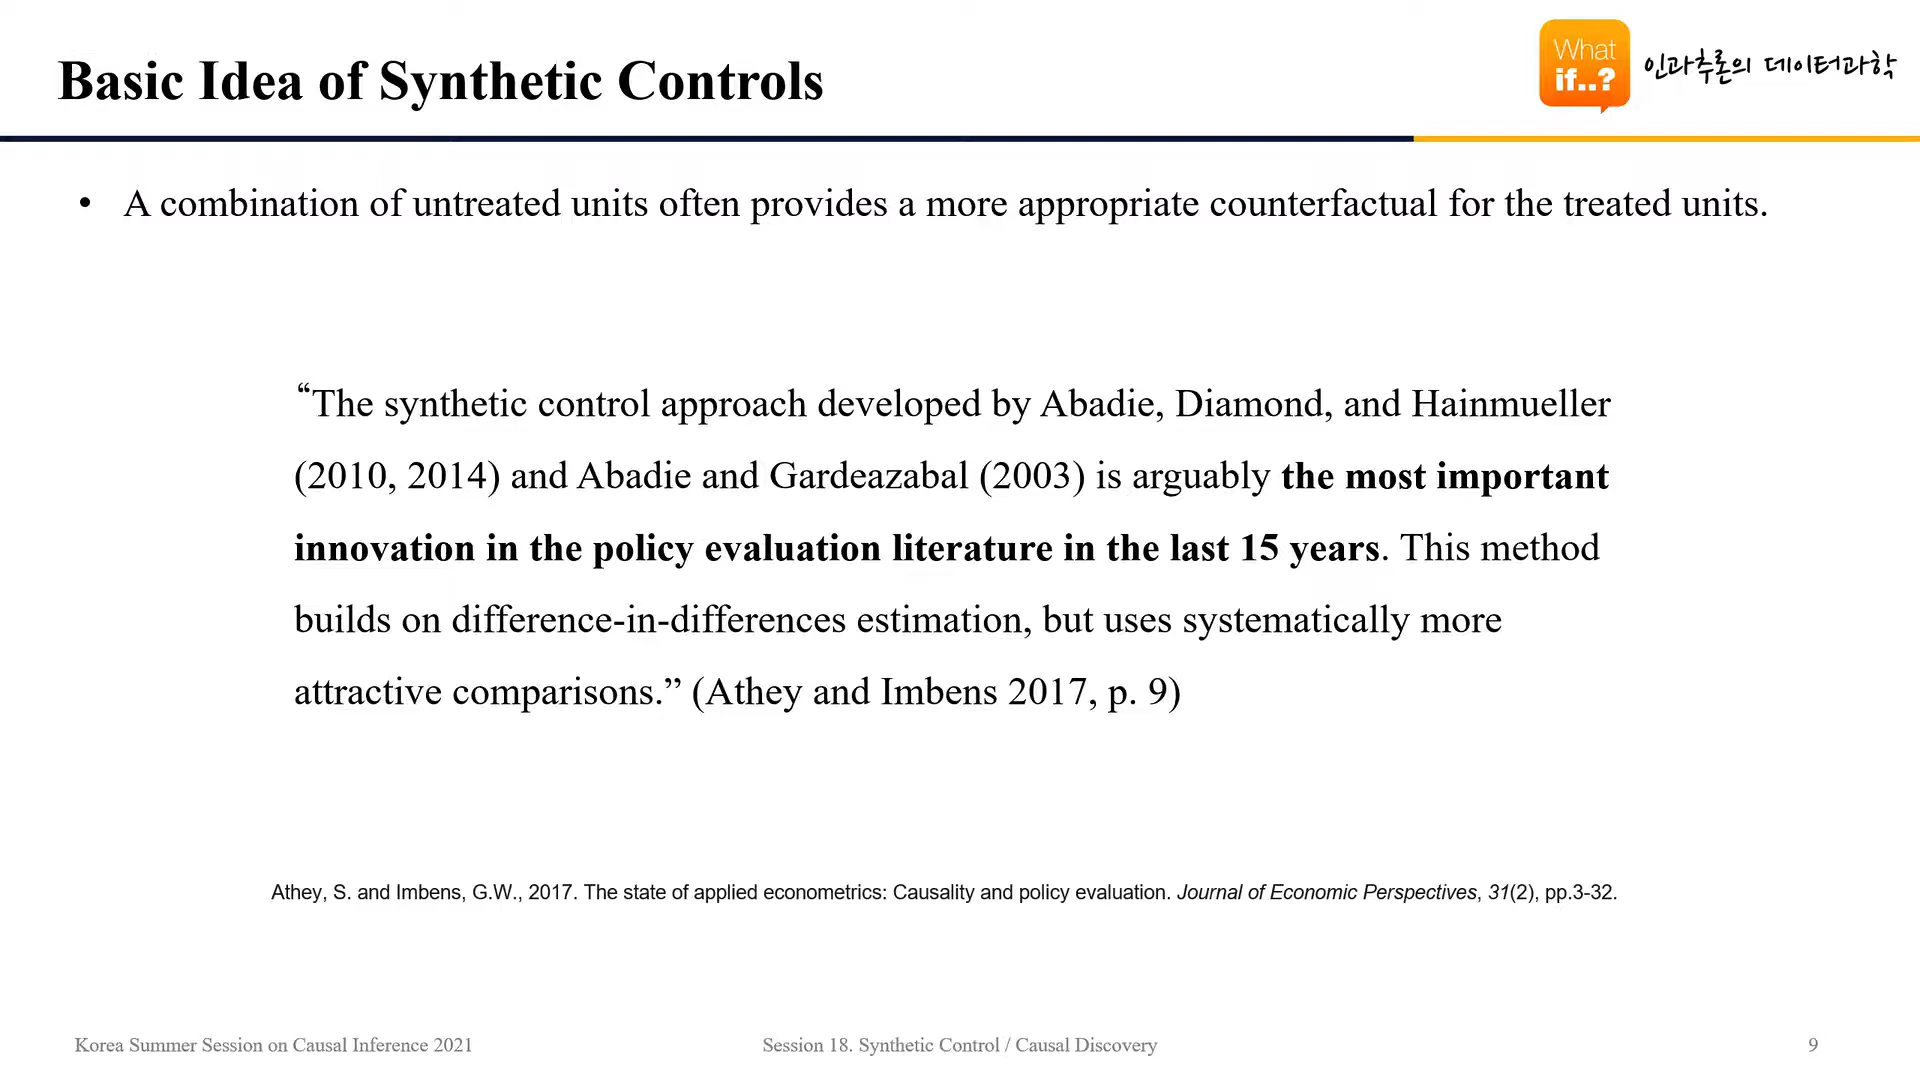 Basic Idea of Synthetic Controls
What
if..?
인과추론의 데이터과학
• A combination of untreated units often provides a more appropriate counterfactual for the treated units.
“The synthetic control approach developed by Abadie, Diamond, and Hainmueller
(2010, 2014) and Abadie and Gardeazabal (2003) is arguably the most important
innovation in the policy evaluation literature in the last 15 years. This method
builds on difference-in-differences estimation, but uses systematically more
attractive comparisons.” (Athey and Imbens 2017, p. 9)
Athey, S. and Imbens, G.W., 2017. The state of applied econometrics: Causality and policy evaluation. Journal of Economic Perspectives, 31(2), pp.3-32.
Korea Summer Session on Causal Inference 2021
Session 18. Synthetic Control / Causal Discovery
9